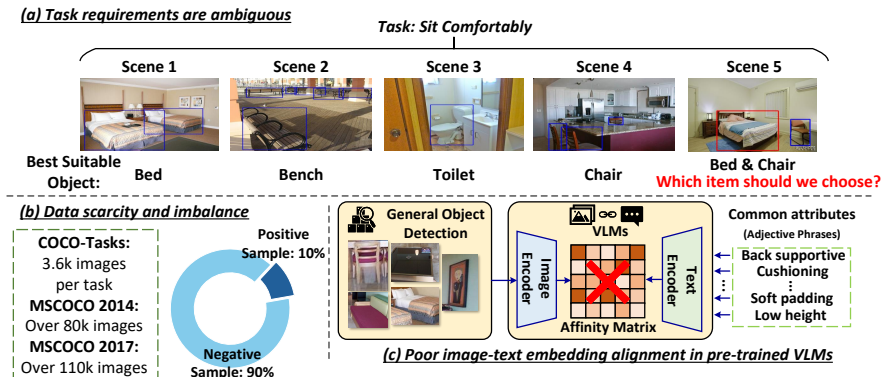 (a) Task requirements are ambiguous
Task: Sit Comfortably
Scene 1
Scene 2
Scene 3
Scene 4
Scene 5
Best Suitable
Object:
Bed
Bench
Toilet
Chair
Bed & Chair
Which item should we choose?
(b) Data scarcity and imbalance
COCO-Tasks:
3.6k images
per task
MSCOCO 2014:
Over 80k images
MSCOCO 2017:
Over 110k images
Positive
Sample: 10%
Negative
Sample: 90%
General Object
Detection
VLMs
Image
Encoder
Text
Encoder
Affinity Matrix
Common attributes
(Adjective Phrases)
Back supportive
Cushioning
⋮
Soft padding
Low height
(c) Poor image-text embedding alignment in pre-trained VLMs